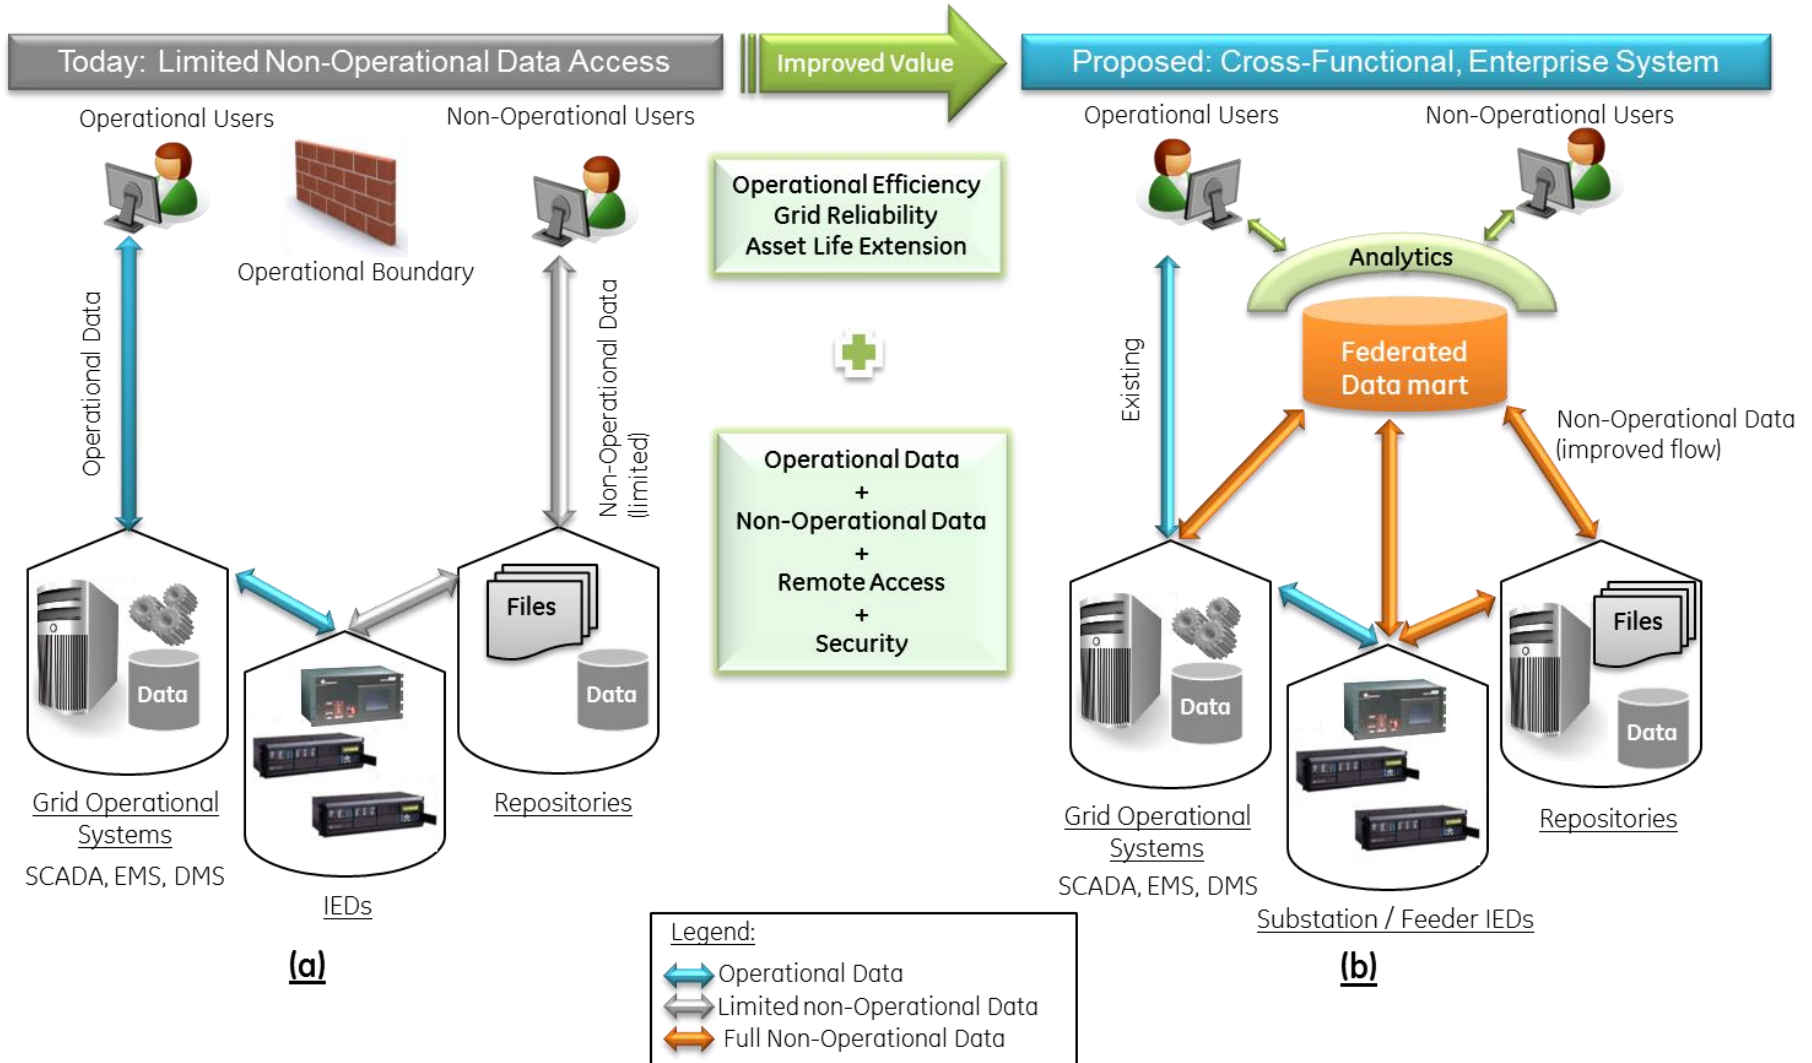 Today: Limited Non-Operational Data Access
Improved Value
Proposed: Cross-Functional, Enterprise System
Operational Users
Non-Operational Users
Operational Boundary
Operational Data
Non-Operational Data
(limited)
Files
Data
Data
Grid Operational
Systems
SCADA, EMS, DMS
IEDs
Repositories
(a)
Operational Efficiency
Grid Reliability
Asset Life Extension
Operational Data
+
Non-Operational Data
+
Remote Access
+
Security
Operational Users
Non-Operational Users
Analytics
Federated
Data mart
Existing
Non-Operational Data
(improved flow)
Files
Data
Data
Grid Operational
Systems
SCADA, EMS, DMS
Substation / Feeder IEDs
Repositories
(b)
Legend:
Operational Data
Limited non-Operational Data
Full Non-Operational Data